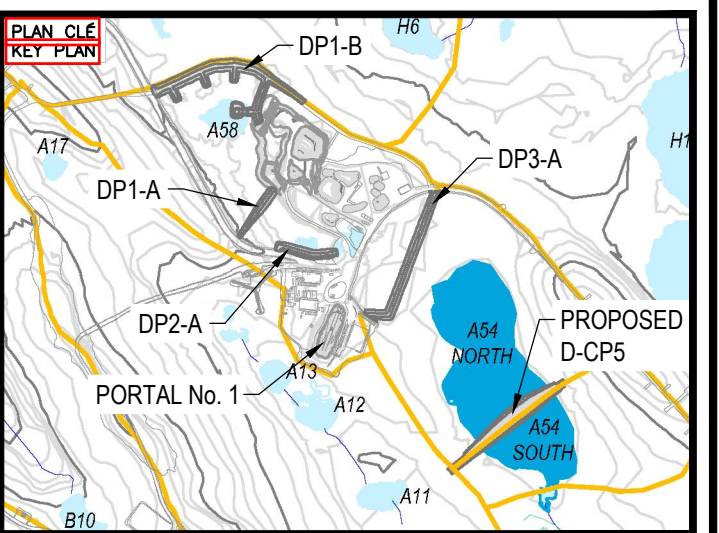 PLAN CLÉ
KEY PLAN
H6
DP1-B
A58
A17
H1
DP3-A
DP1-A
DP2-A
A54
NORTH
PROPOSED
D-CP5
A13
PORTAL No. 1
A12
A54
SOUTH
A11
B10